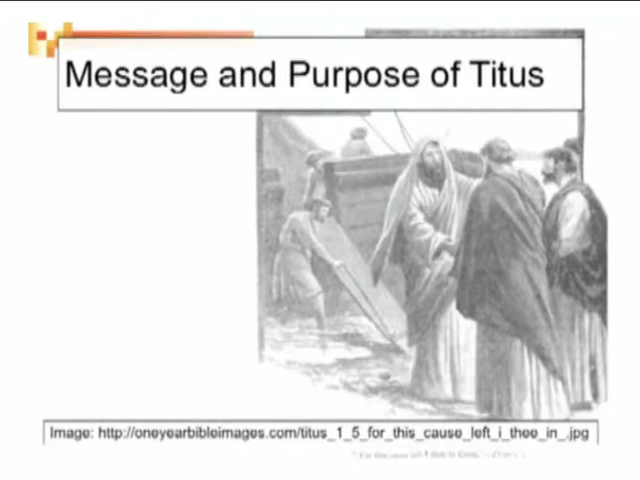 Message and Purpose of Titus
Image: http://oneyearbibleimages.com/titus_1_5_for_this_cause_left_i_thee_in_.jpg